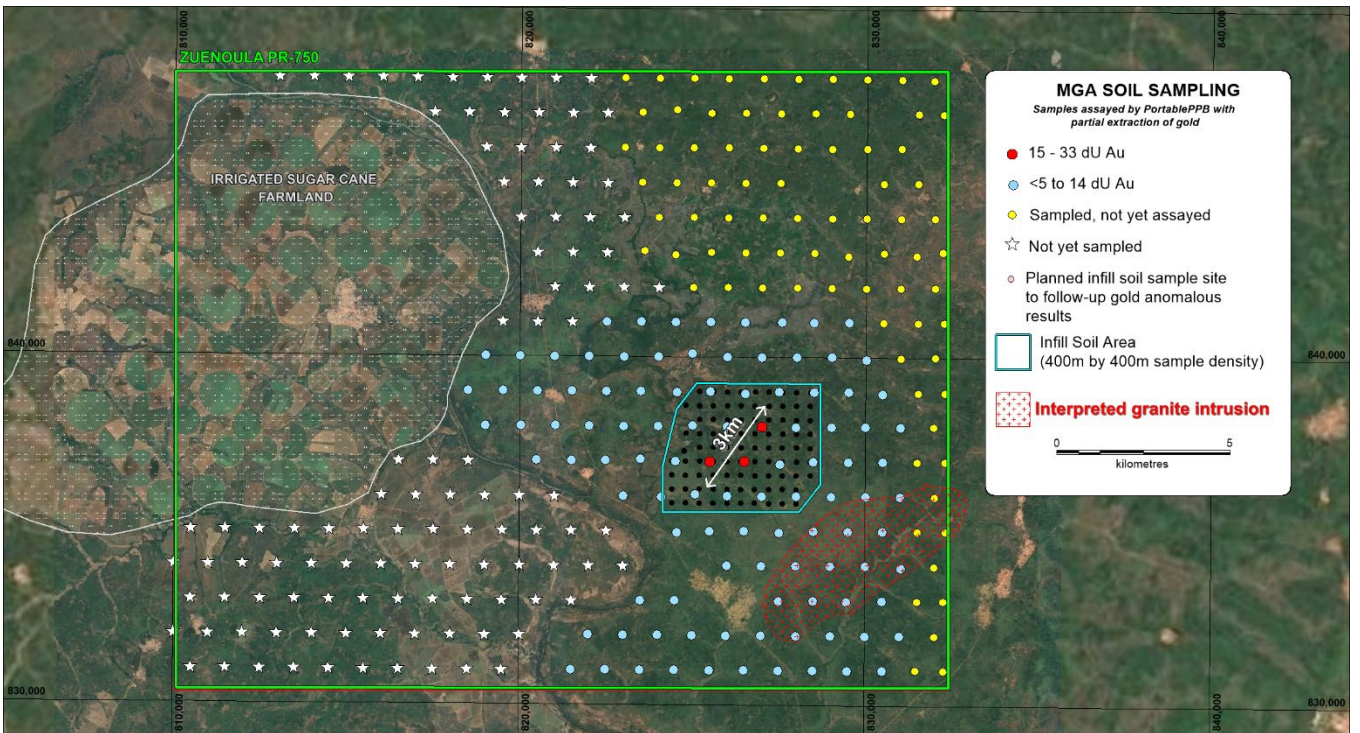 810,000
820,000
830,000
840,000
ZUENOULA PR-750
IRRIGATED SUGAR CANE
FARMLAND
840,000
840,000
3km
830,000
830,000
810,000
820,000
830,000
840,000
MGA SOIL SAMPLING
Samples assayed by PortablePPB with
partial extraction of gold
15 - 33 dU Au
<5 to 14 dU Au
Sampled, not yet assayed
Not yet sampled
Planned infill soil sample site
to follow-up gold anomalous
results
Infill Soil Area
(400m by 400m sample density)
Interpreted granite intrusion
0 5
kilometres